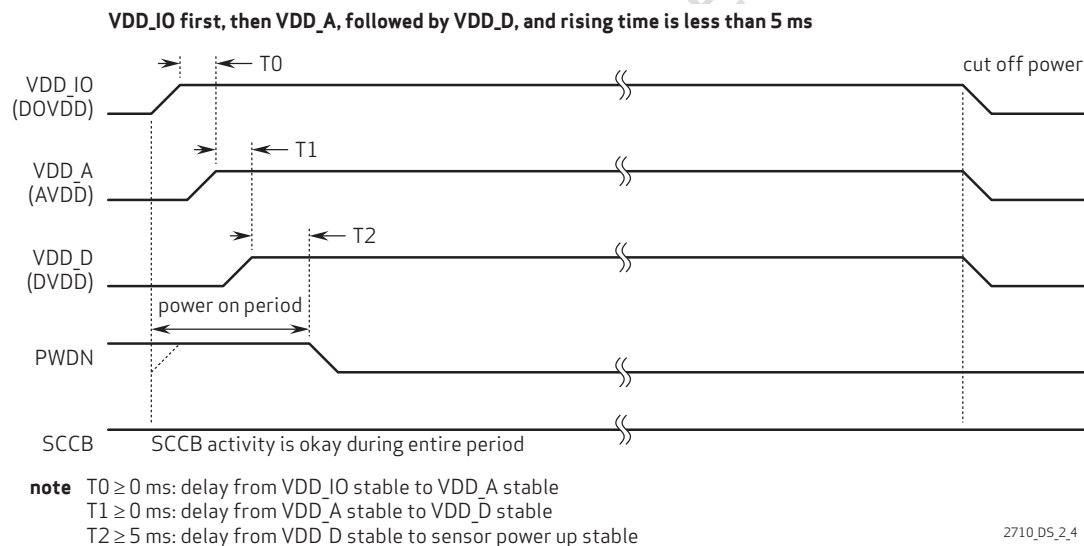 VDD_IO first, then VDD_A, followed by VDD_D, and rising time is less than 5 ms
T0
cut off power
VDD_IO
(DOVDD)
T1
VDD_A
(AVDD)
T2
VDD_D
(DVDD)
power on period
PWDN
SCCB
SCCB activity is okay during entire period
note T0 ≥ 0 ms: delay from VDD_IO stable to VDD_A stable
T1 ≥ 0 ms: delay from VDD_A stable to VDD_D stable
T2 ≥ 5 ms: delay from VDD_D stable to sensor power up stable
2710_DS_2_4